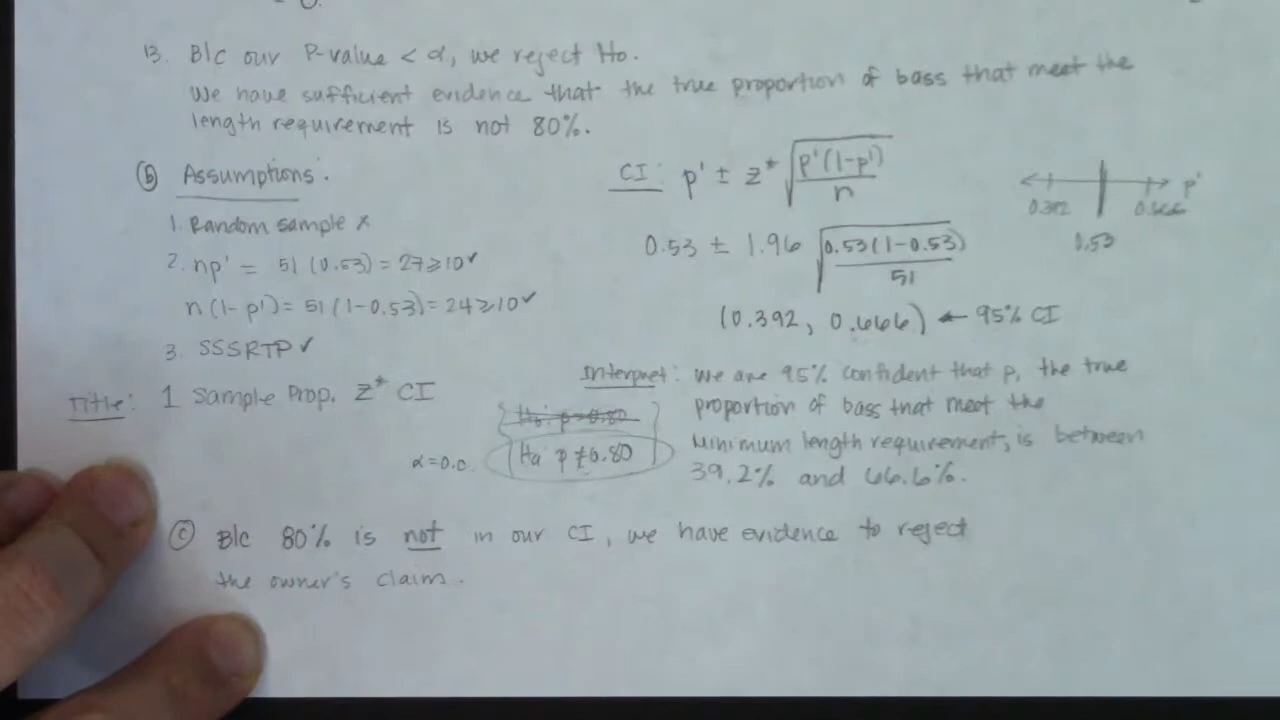 13. B/c our P-value < α, we reject Ho.
We have sufficient evidence that the true proportion of bass that meet the
length requirement is not 80%.
(b) Assumptions:
1. Random sample x
2. np' = 51 (0.53) = 27 ≥ 10 ✓
n(1-p') = 51 (1-0.53) = 24 ≥ 10 ✓
3. SSSRTP ✓
Title: 1 Sample Prop. z* CI
CI: p' ± z* √(p'(1-p')/n)
0.53 ± 1.96 √(0.53(1-0.53)/51)
(0.392, 0.666) ← 95% CI
p'
0.392 0.666
0.53
Interpret: We are 95% confident that p, the true
proportion of bass that meet the
minimum length requirement, is between
39.2% and 66.6%.
Ho: p=0.80
Ha: p ≠ 0.80
α=0.0
(c) B/c 80% is not in our CI, we have evidence to reject
the owner's claim.